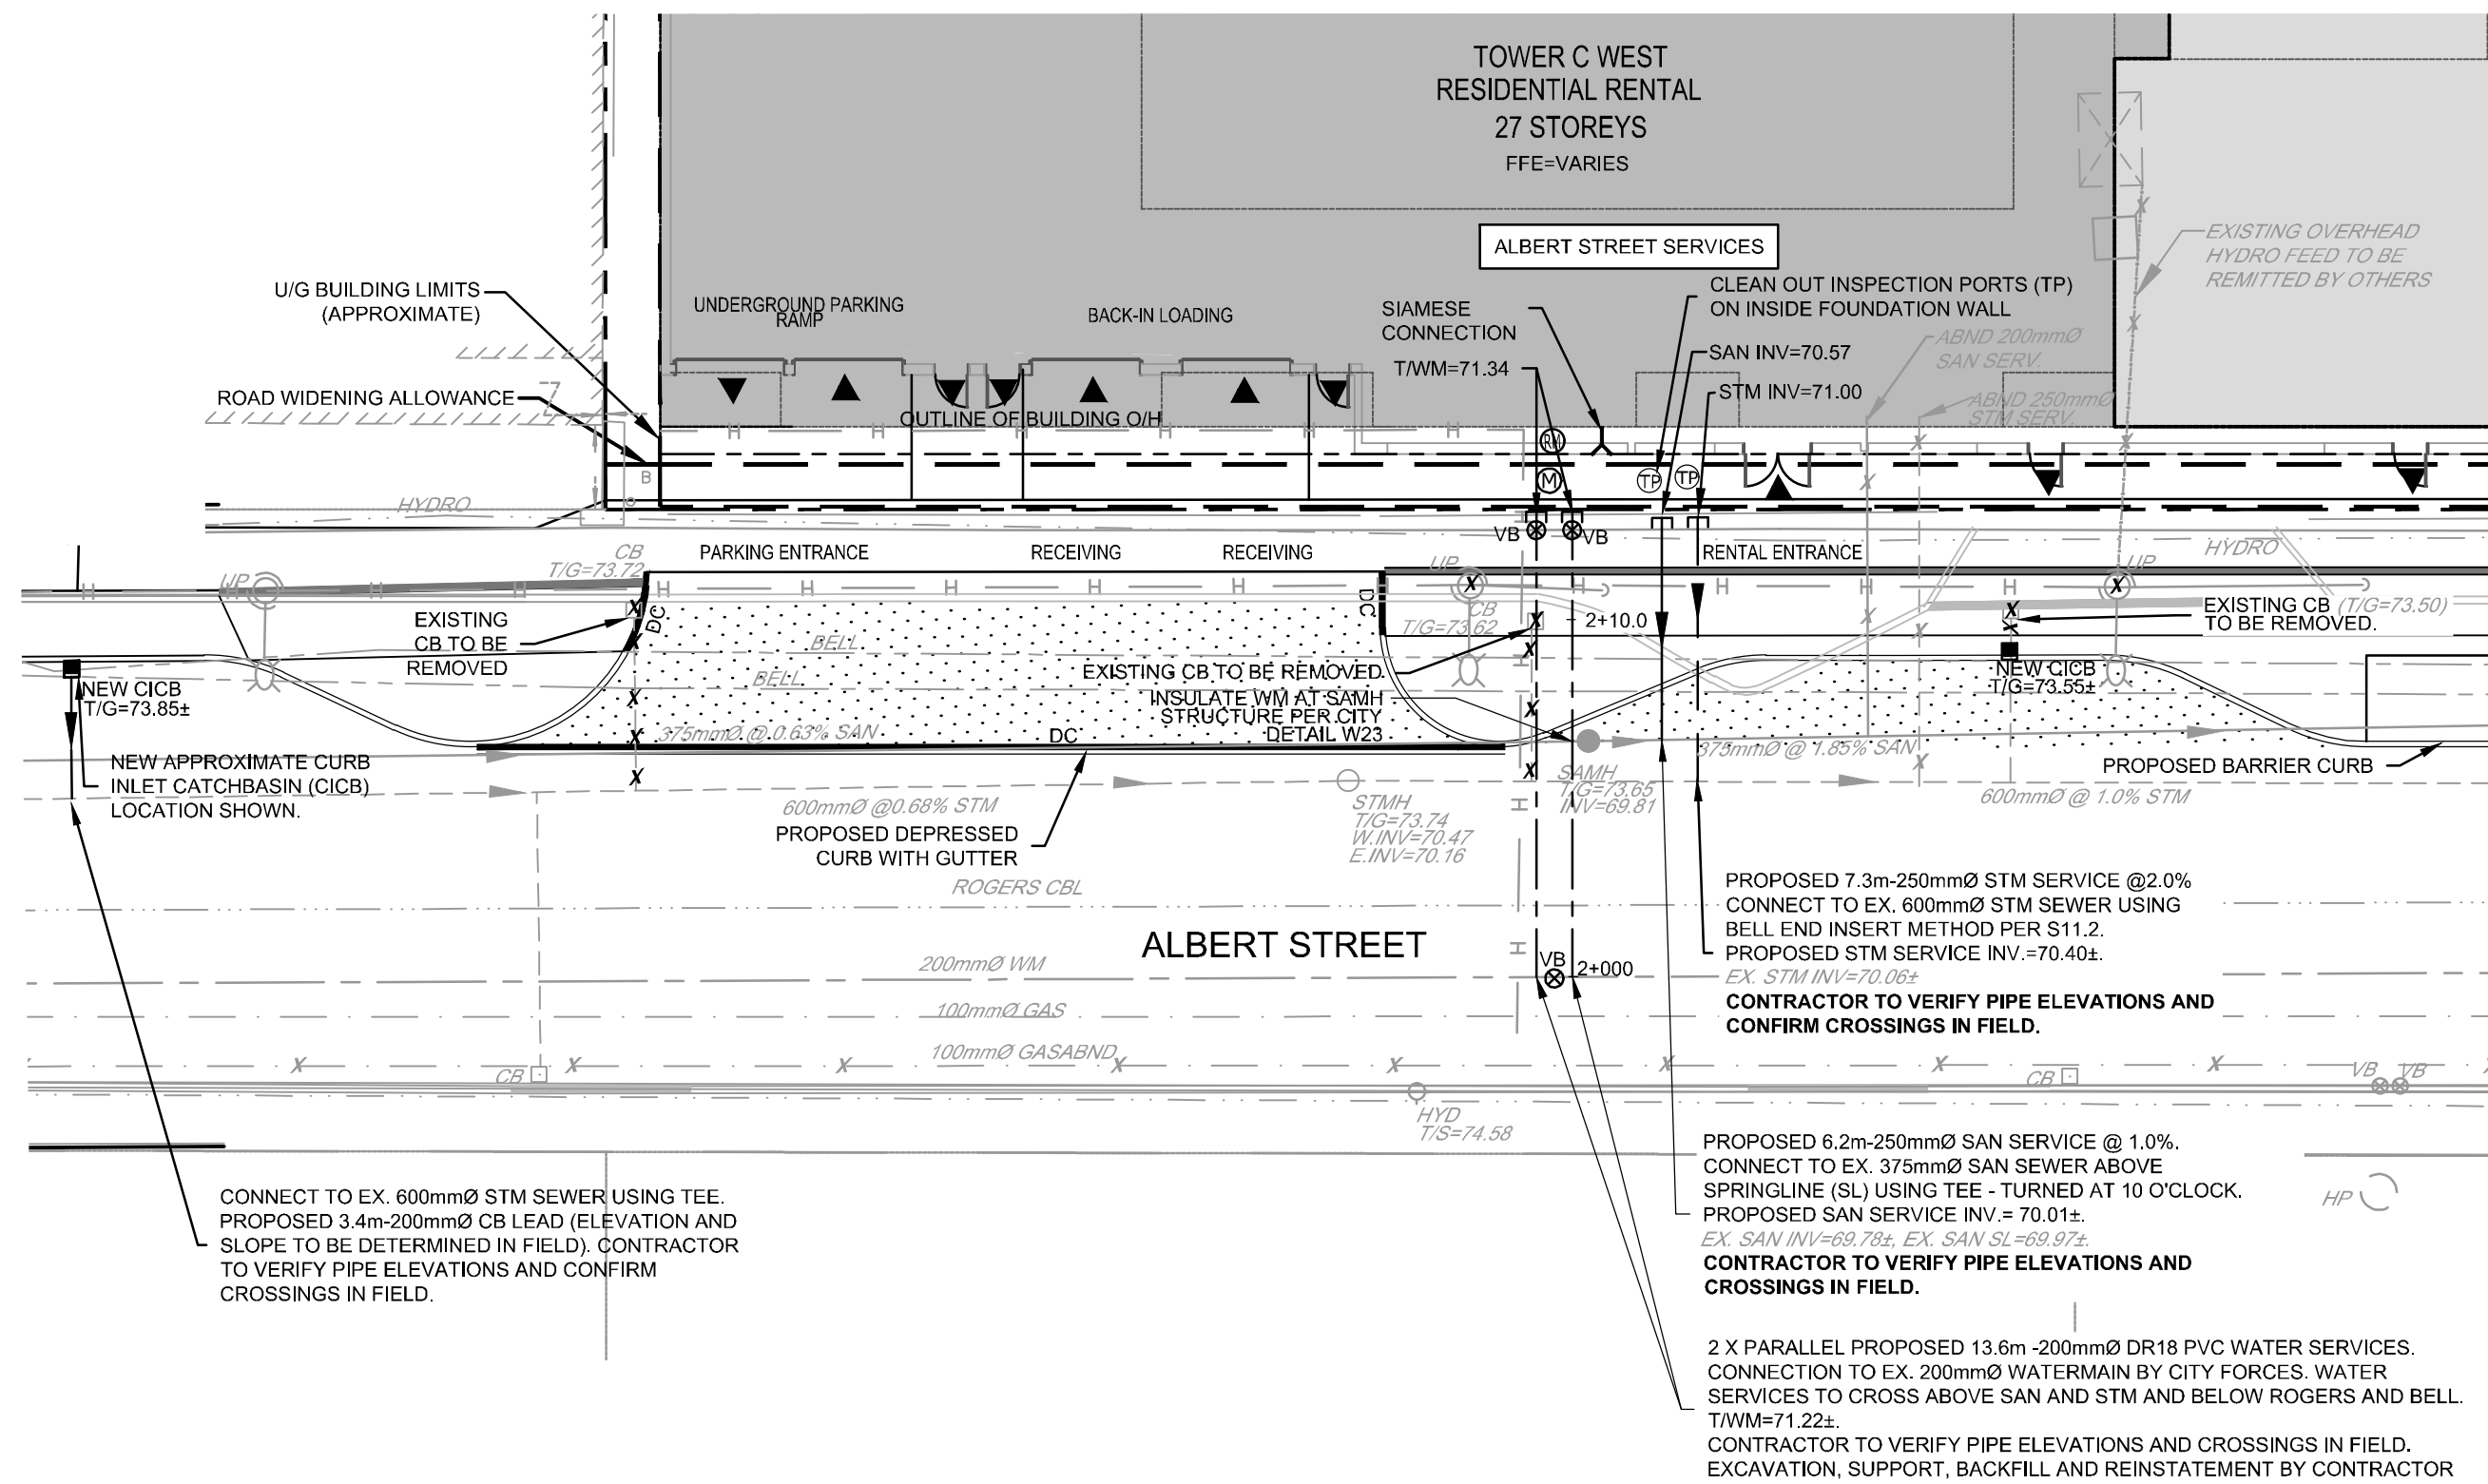 TOWER C WEST
RESIDENTIAL RENTAL
27 STOREYS
FFE=VARIES
ALBERT STREET SERVICES
EXISTING OVERHEAD
HYDRO FEED TO BE
REMITTED BY OTHERS
U/G BUILDING LIMITS
(APPROXIMATE)
UNDERGROUND PARKING
RAMP
BACK-IN LOADING
SIAMESE
CONNECTION
CLEAN OUT INSPECTION PORTS (TP)
ON INSIDE FOUNDATION WALL
T/WM=71.34
SAN INV=70.57
STM INV=71.00
ABND 200mmØ
SAN SERV.
ABND 250mmØ
STM SERV.
ROAD WIDENING ALLOWANCE
OUTLINE OF BUILDING O/H
H H H H H H
RM
M
TP
TP
B
HYDRO
VB
VB
HYDRO
CB
T/G=73.72
PARKING ENTRANCE
RECEIVING
RECEIVING
RENTAL ENTRANCE
UP
UP
UP
EXISTING
CB TO BE
REMOVED
DC
DC
CB
T/G=73.62
2+10.0
EXISTING CB (T/G=73.50)
TO BE REMOVED.
BELL
BELL
EXISTING CB TO BE REMOVED.
INSULATE WM AT SAMH
STRUCTURE PER CITY
DETAIL W23
NEW CICB
T/G=73.55±
NEW CICB
T/G=73.85±
375mmØ @ 0.63% SAN
DC
375mmØ @ 1.85% SAN
NEW APPROXIMATE CURB
INLET CATCHBASIN (CICB)
LOCATION SHOWN.
PROPOSED BARRIER CURB
SAMH
T/G=73.65
INV=69.81
600mmØ @0.68% STM
600mmØ @ 1.0% STM
STMH
T/G=73.74
W.INV=70.47
E.INV=70.16
PROPOSED DEPRESSED
CURB WITH GUTTER
ROGERS CBL
PROPOSED 7.3m-250mmØ STM SERVICE @2.0%
CONNECT TO EX. 600mmØ STM SEWER USING
BELL END INSERT METHOD PER S11.2.
PROPOSED STM SERVICE INV.=70.40±.
EX. STM INV=70.06±
CONTRACTOR TO VERIFY PIPE ELEVATIONS AND
CONFIRM CROSSINGS IN FIELD.
ALBERT STREET
200mmØ WM
VB
2+000
100mmØ GAS
100mmØ GASABND
CB
CB
VB VB
HYD
T/S=74.58
PROPOSED 6.2m-250mmØ SAN SERVICE @ 1.0%.
CONNECT TO EX. 375mmØ SAN SEWER ABOVE
SPRINGLINE (SL) USING TEE - TURNED AT 10 O'CLOCK.
PROPOSED SAN SERVICE INV.= 70.01±.
EX. SAN INV=69.78±, EX. SAN SL=69.97±.
CONTRACTOR TO VERIFY PIPE ELEVATIONS AND
CROSSINGS IN FIELD.
HP
CONNECT TO EX. 600mmØ STM SEWER USING TEE.
PROPOSED 3.4m-200mmØ CB LEAD (ELEVATION AND
SLOPE TO BE DETERMINED IN FIELD). CONTRACTOR
TO VERIFY PIPE ELEVATIONS AND CONFIRM
CROSSINGS IN FIELD.
2 X PARALLEL PROPOSED 13.6m -200mmØ DR18 PVC WATER SERVICES.
CONNECTION TO EX. 200mmØ WATERMAIN BY CITY FORCES. WATER
SERVICES TO CROSS ABOVE SAN AND STM AND BELOW ROGERS AND BELL.
T/WM=71.22±.
CONTRACTOR TO VERIFY PIPE ELEVATIONS AND CROSSINGS IN FIELD.
EXCAVATION, SUPPORT, BACKFILL AND REINSTATEMENT BY CONTRACTOR